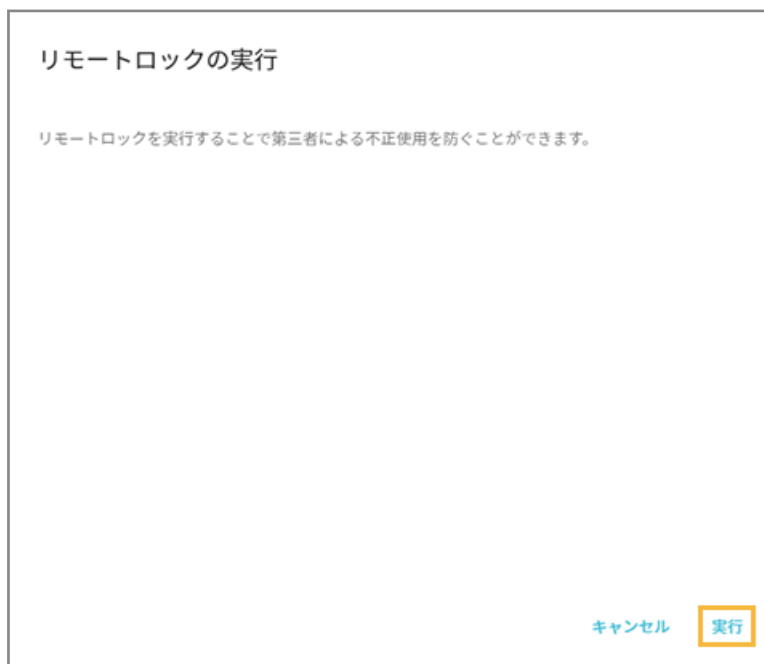 リモートロックの実行
リモートロックを実行することで第三者による不正使用を防ぐことができます。
キャンセル 実行